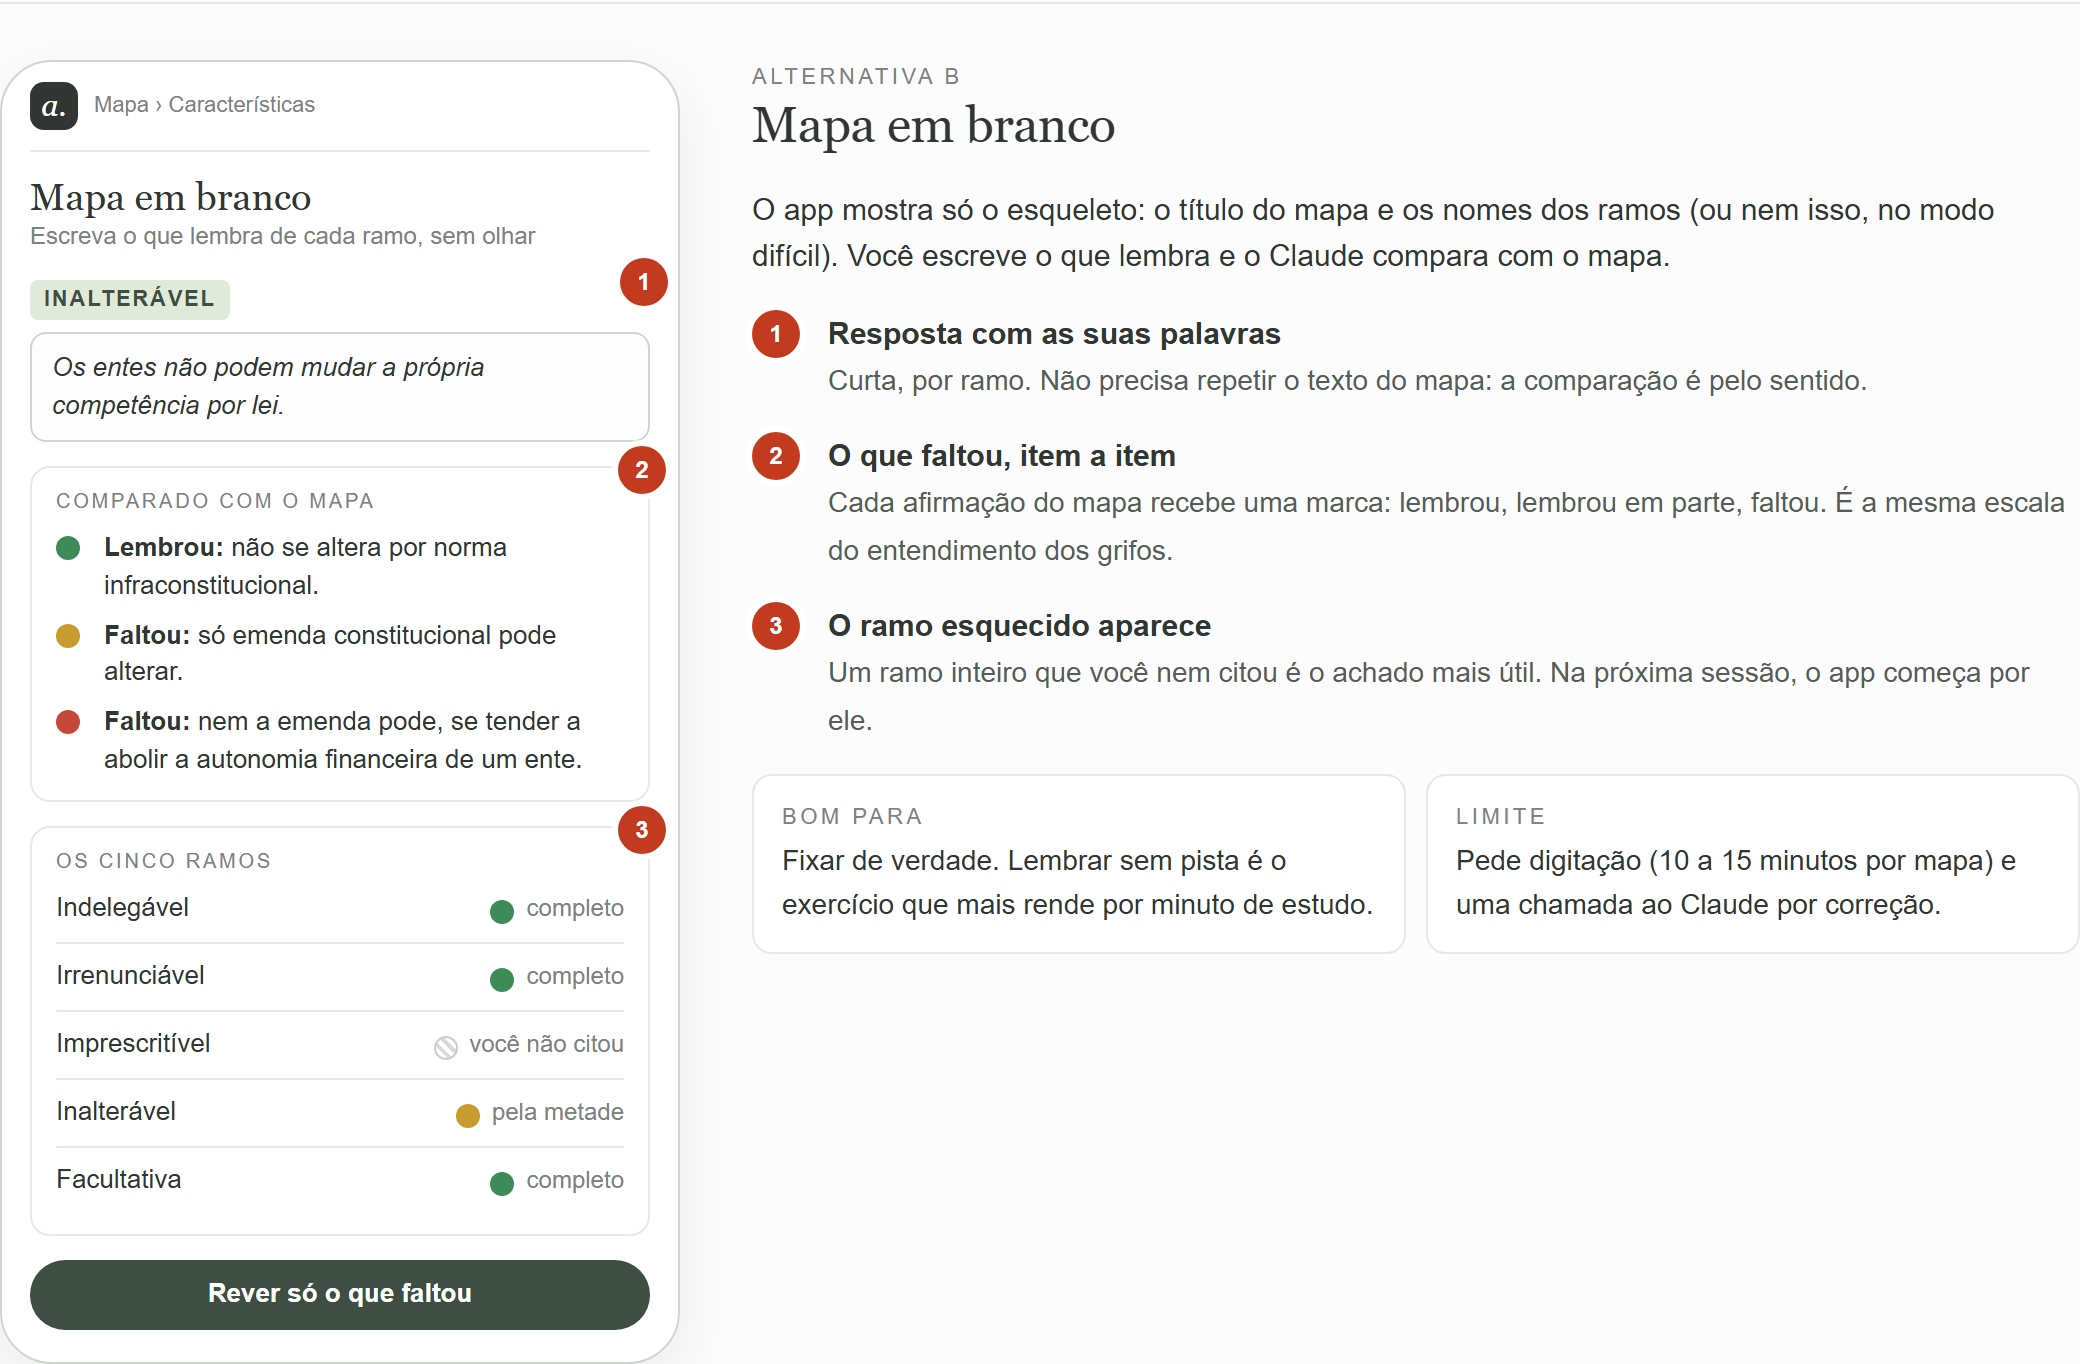 a.
Mapa › Características
Mapa em branco
Escreva o que lembra de cada ramo, sem olhar
INALTERÁVEL
1
Os entes não podem mudar a própria
competência por lei.
2
COMPARADO COM O MAPA
Lembrou: não se altera por norma
infraconstitucional.
Faltou: só emenda constitucional pode
alterar.
Faltou: nem a emenda pode, se tender a
abolir a autonomia financeira de um ente.
3
OS CINCO RAMOS
Indelegável completo
Irrenunciável completo
Imprescritível você não citou
Inalterável pela metade
Facultativa completo
Rever só o que faltou
ALTERNATIVA B
Mapa em branco
O app mostra só o esqueleto: o título do mapa e os nomes dos ramos (ou nem isso, no modo
difícil). Você escreve o que lembra e o Claude compara com o mapa.
1 Resposta com as suas palavras
Curta, por ramo. Não precisa repetir o texto do mapa: a comparação é pelo sentido.
2 O que faltou, item a item
Cada afirmação do mapa recebe uma marca: lembrou, lembrou em parte, faltou. É a mesma escala
do entendimento dos grifos.
3 O ramo esquecido aparece
Um ramo inteiro que você nem citou é o achado mais útil. Na próxima sessão, o app começa por
ele.
BOM PARA
Fixar de verdade. Lembrar sem pista é o
exercício que mais rende por minuto de estudo.
LIMITE
Pede digitação (10 a 15 minutos por mapa) e
uma chamada ao Claude por correção.